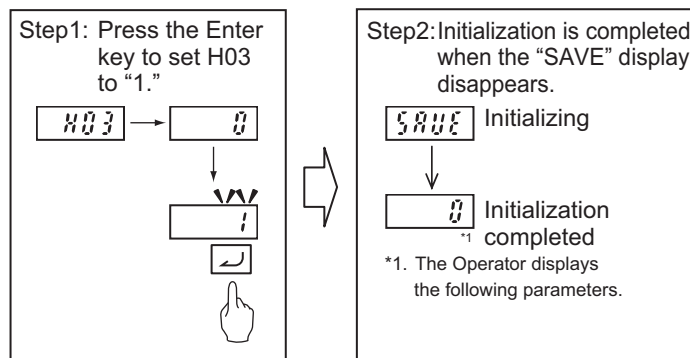 Step1: Press the Enter
key to set H03
to “1.”
H03
0
1
Step2:Initialization is completed
when the “SAVE” display
disappears.
SAVE Initializing
0 Initialization
*1 completed
*1. The Operator displays
the following parameters.